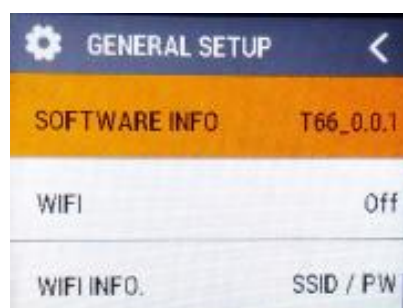 GENERAL SETUP
SOFTWARE INFO T66_0.0.1
WIFI Off
WIFI INFO. SSID / PW